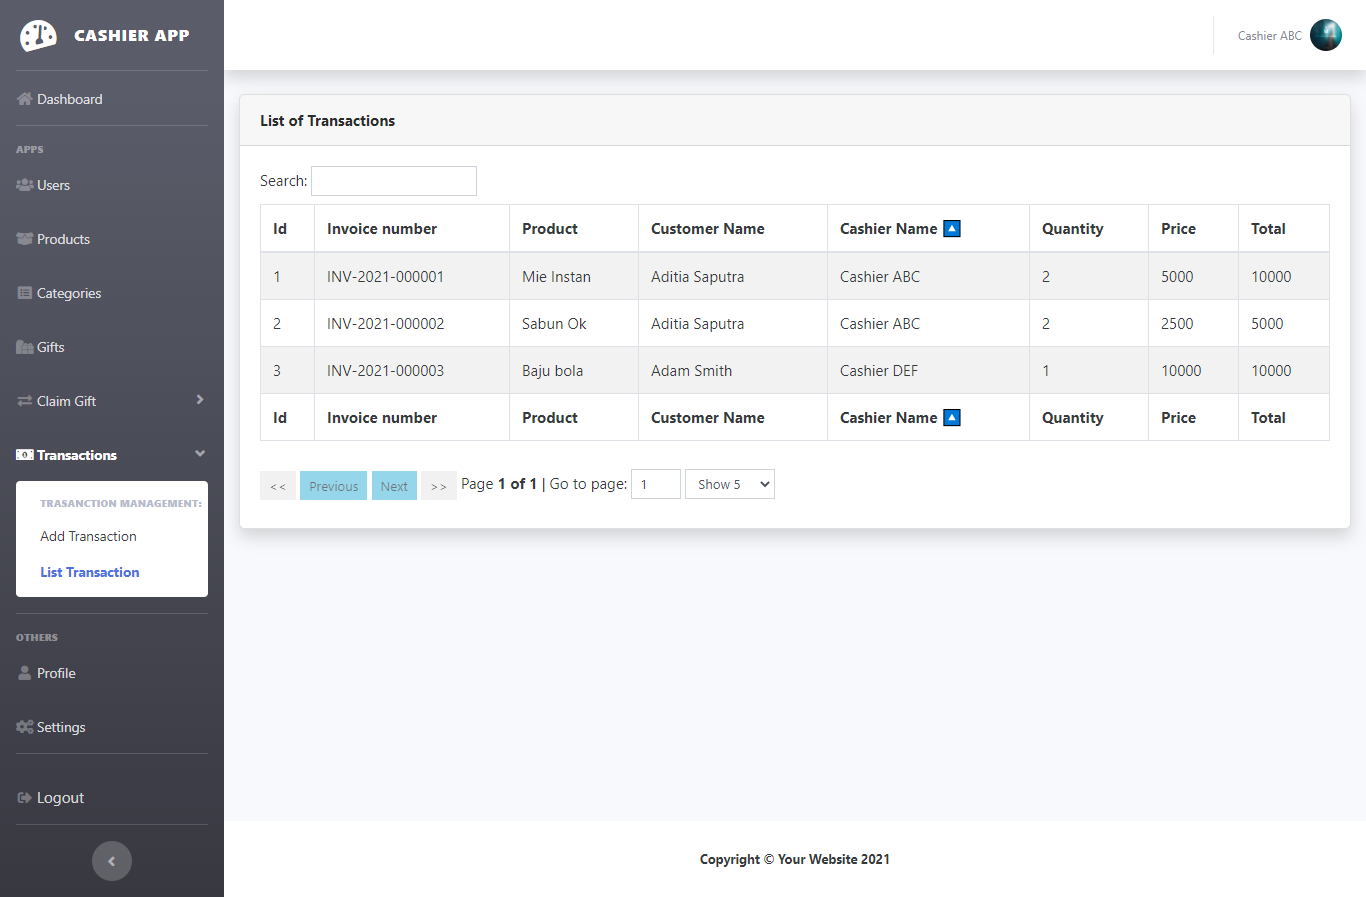 CASHIER APP
Cashier ABC
Dashboard
APPS
Users
Products
Categories
Gifts
Claim Gift
Transactions
TRASANCTION MANAGEMENT:
Add Transaction
List Transaction
OTHERS
Profile
Settings
Logout
List of Transactions
Search:
Id Invoice number Product Customer Name Cashier Name 🔼 Quantity Price Total
1 INV-2021-000001 Mie Instan Aditia Saputra Cashier ABC 2 5000 10000
2 INV-2021-000002 Sabun Ok Aditia Saputra Cashier ABC 2 2500 5000
3 INV-2021-000003 Baju bola Adam Smith Cashier DEF 1 10000 10000
Id Invoice number Product Customer Name Cashier Name 🔼 Quantity Price Total
<< Previous Next >> Page 1 of 1 | Go to page: 1 Show 5
Copyright © Your Website 2021